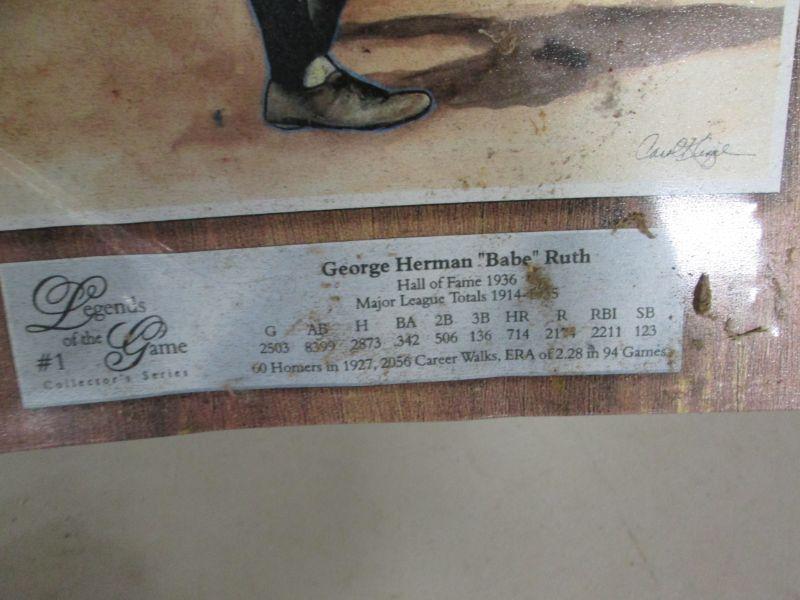 Legends
of the Game
#1
Collector's Series
George Herman "Babe" Ruth
Hall of Fame 1936
Major League Totals
G AB H BA 2B 3B HR R RBI SB
2503 8399 2873 .342 506 136 714 2174 2211 123
60 Homers in 1927, 2056 Career Walks, ERA of 2.28 in 94 Games